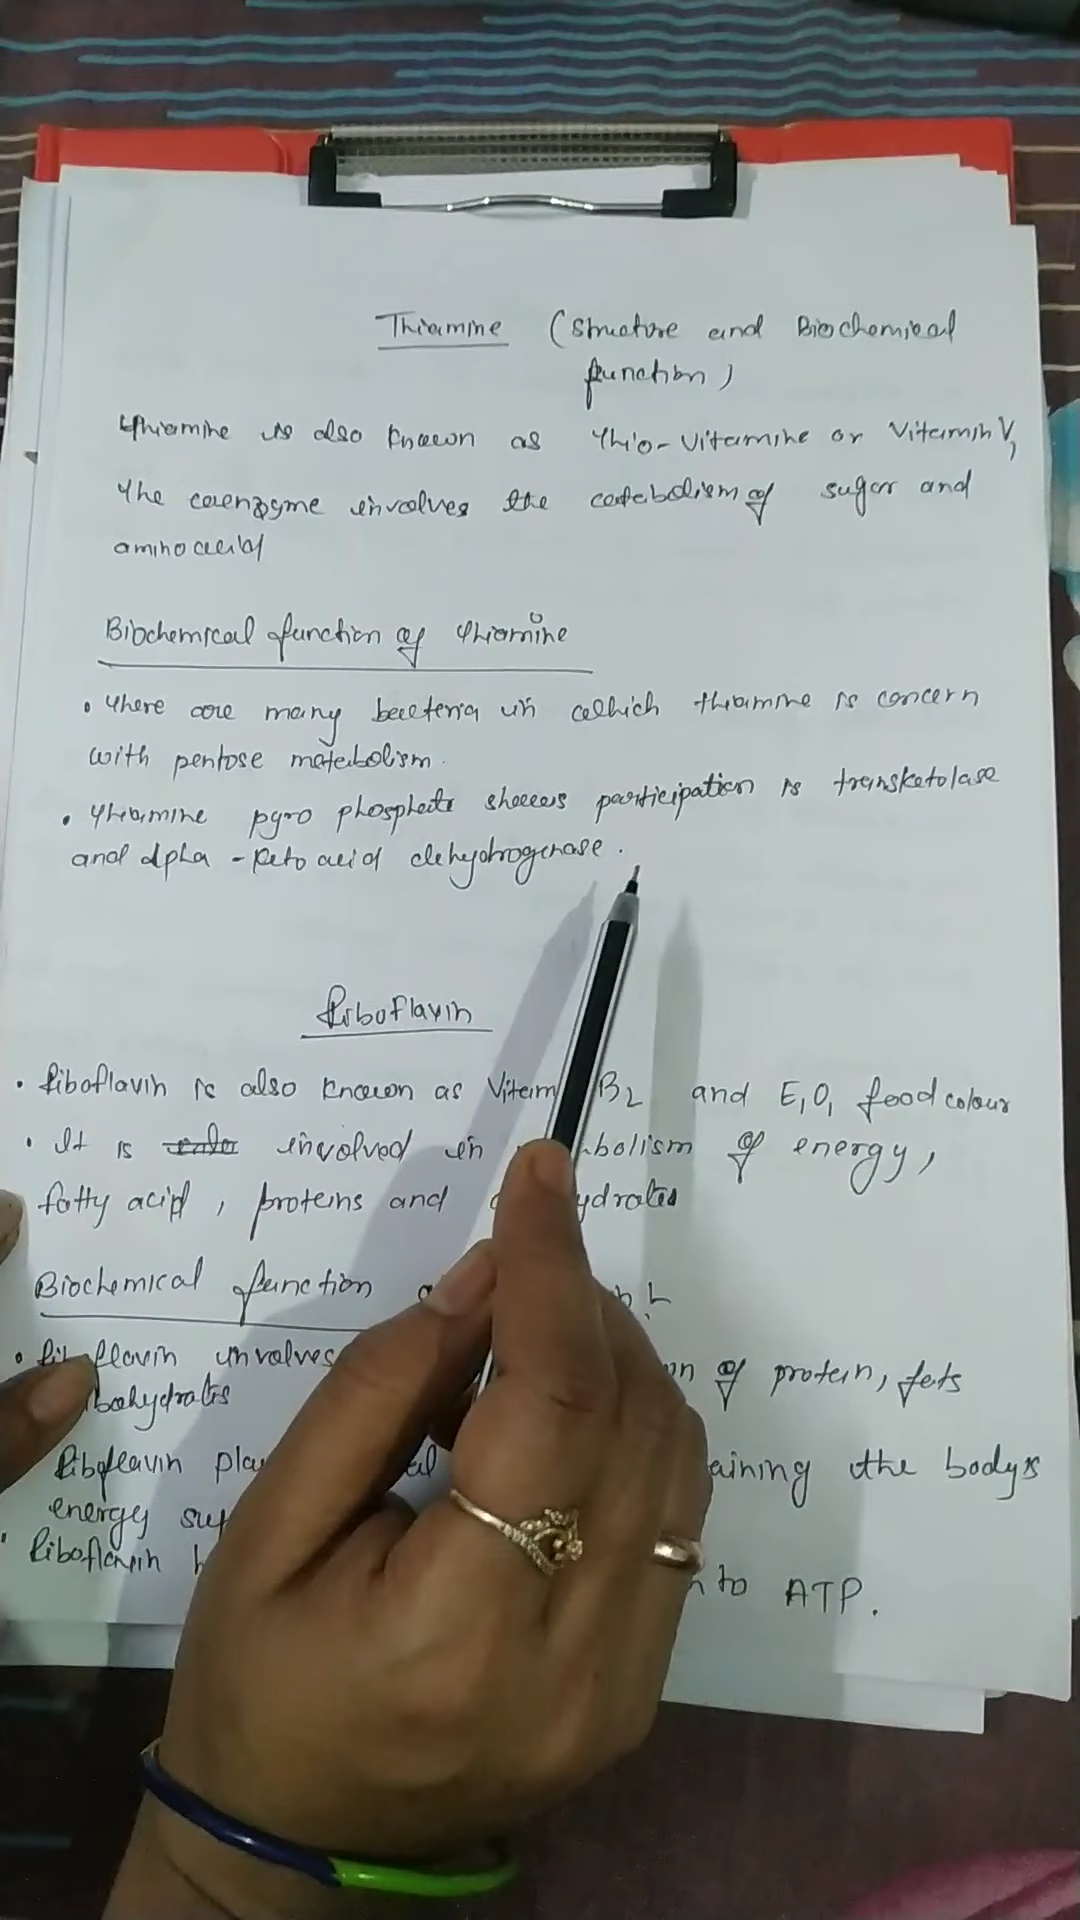 Thiamine (Structure and Biochemical
function)
Thiamine is also known as Thio-vitamine or Vitamin
The coenzyme involves the catabolism of sugar and
amino acid
Biochemical function of Thiamine
• There are many bacteria in which thiamine is concern
with pentose metabolism.
• Thiamine pyro phosphate shows participation is transketolase
and alpha - keto acid dehydrogenase.
Riboflavin
• Riboflavin is also known as Vitam B2 and E,O, food colour
• It is involved in bolism of energy,
fatty acid, proteins and ydrates
Biochemical function
• flavin involves of protein, fats
bohydrates
Riboflavin aining the body's
energy
• Riboflavin to ATP.